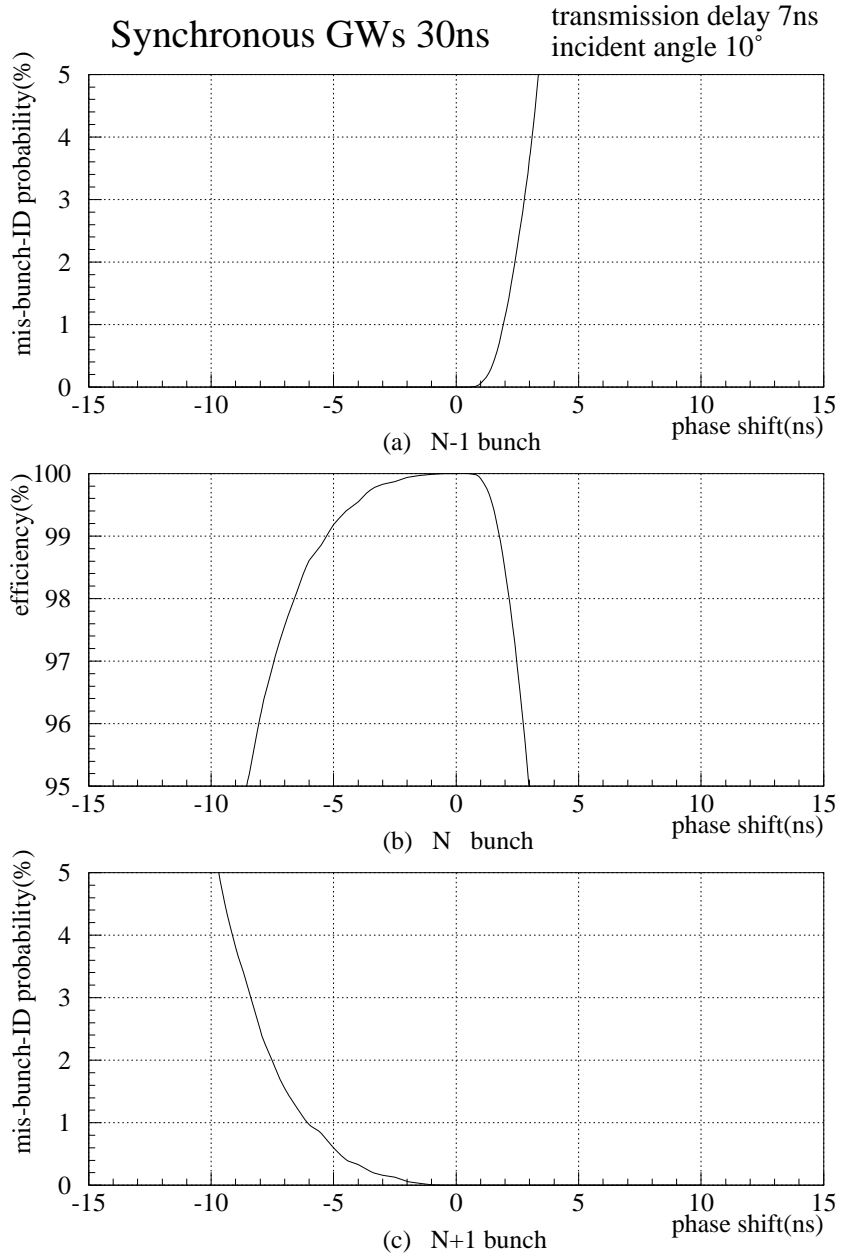 Synchronous GWs 30ns
transmission delay 7ns
incident angle 10°
mis-bunch-ID probability(%)
5
4
3
2
1
0
-15 -10 -5 0 5 10 15
phase shift(ns)
(a) N-1 bunch
efficiency(%)
100
99
98
97
96
95
-15 -10 -5 0 5 10 15
phase shift(ns)
(b) N bunch
mis-bunch-ID probability(%)
5
4
3
2
1
0
-15 -10 -5 0 5 10 15
phase shift(ns)
(c) N+1 bunch